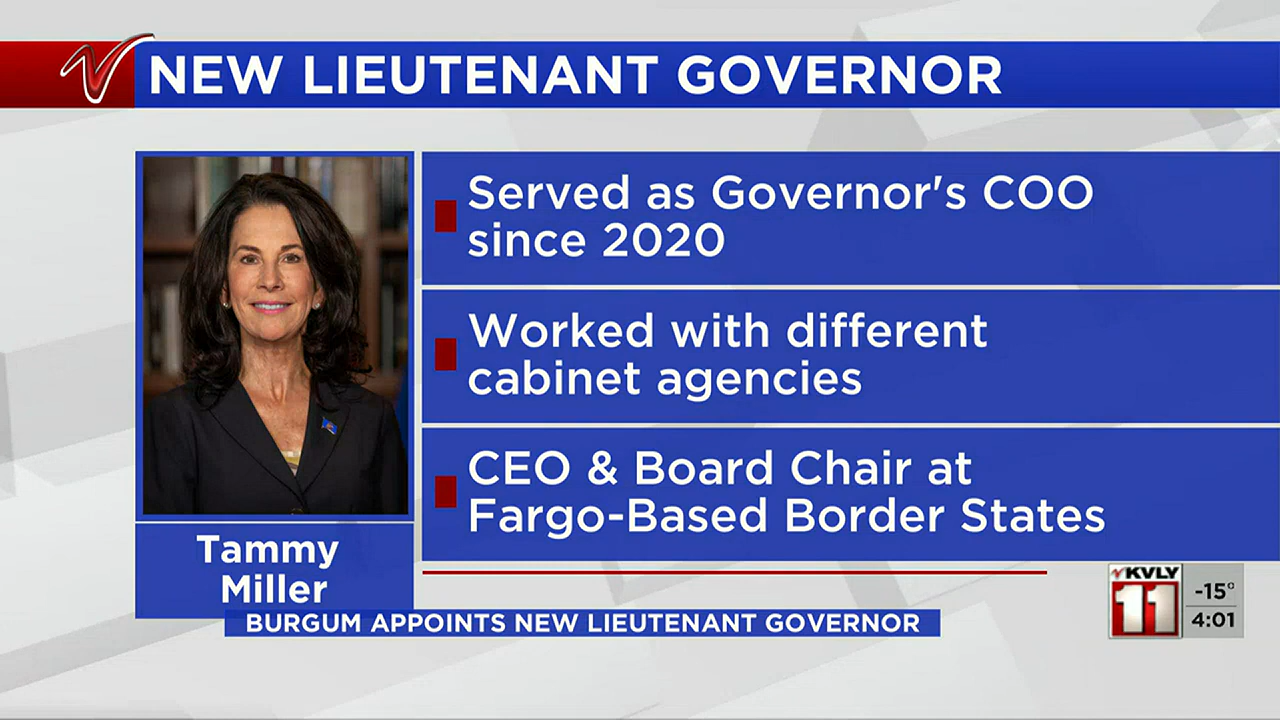 NEW LIEUTENANT GOVERNOR
Served as Governor's COO
since 2020
Worked with different
cabinet agencies
CEO & Board Chair at
Fargo-Based Border States
Tammy
Miller
BURGUM APPOINTS NEW LIEUTENANT GOVERNOR
KVLY
11
-15°
4:01